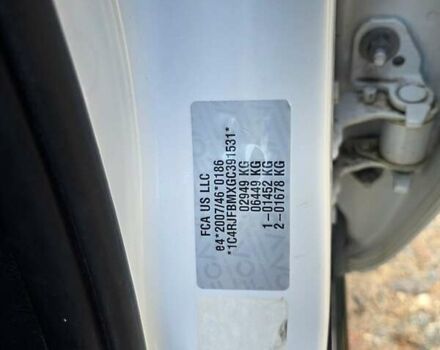 FCA US LLC
e4*2007/46*0186
*1C4RJFBMXGC391531*
02949 KG
06449 KG
1-01452 KG
2-01678 KG